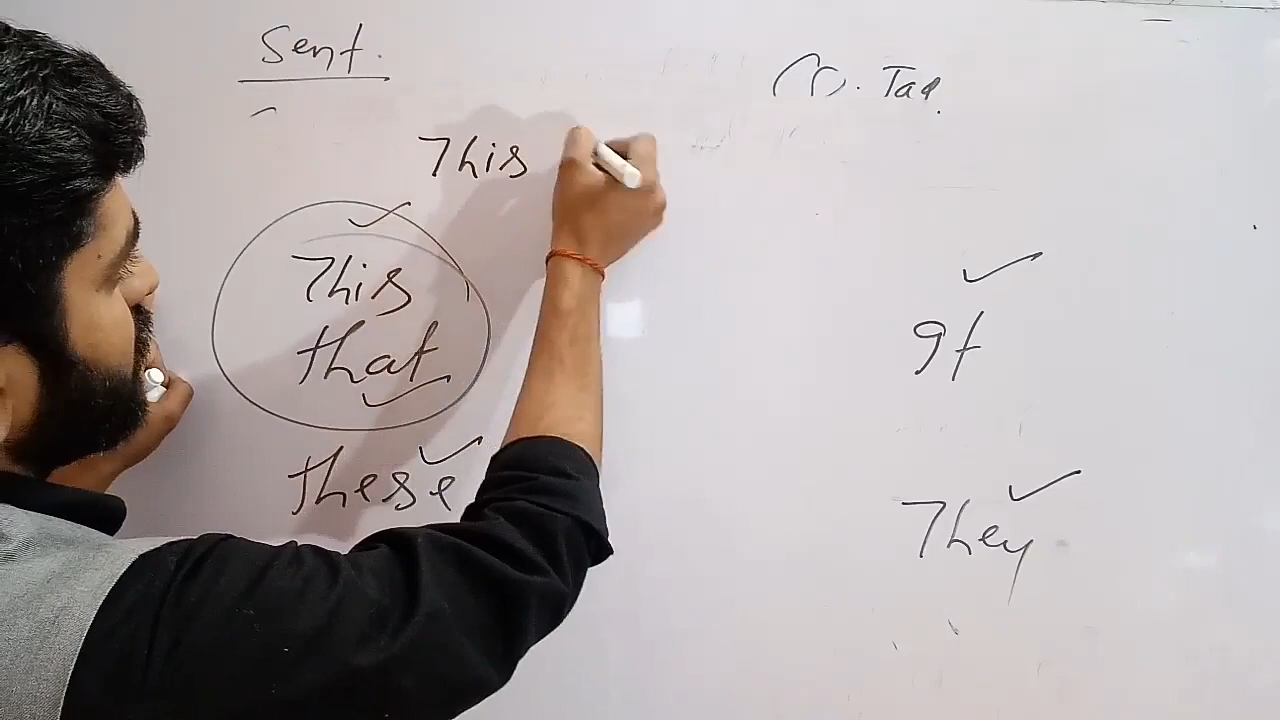 Sent.
Q. Tag.
This
This
that
It
these
They